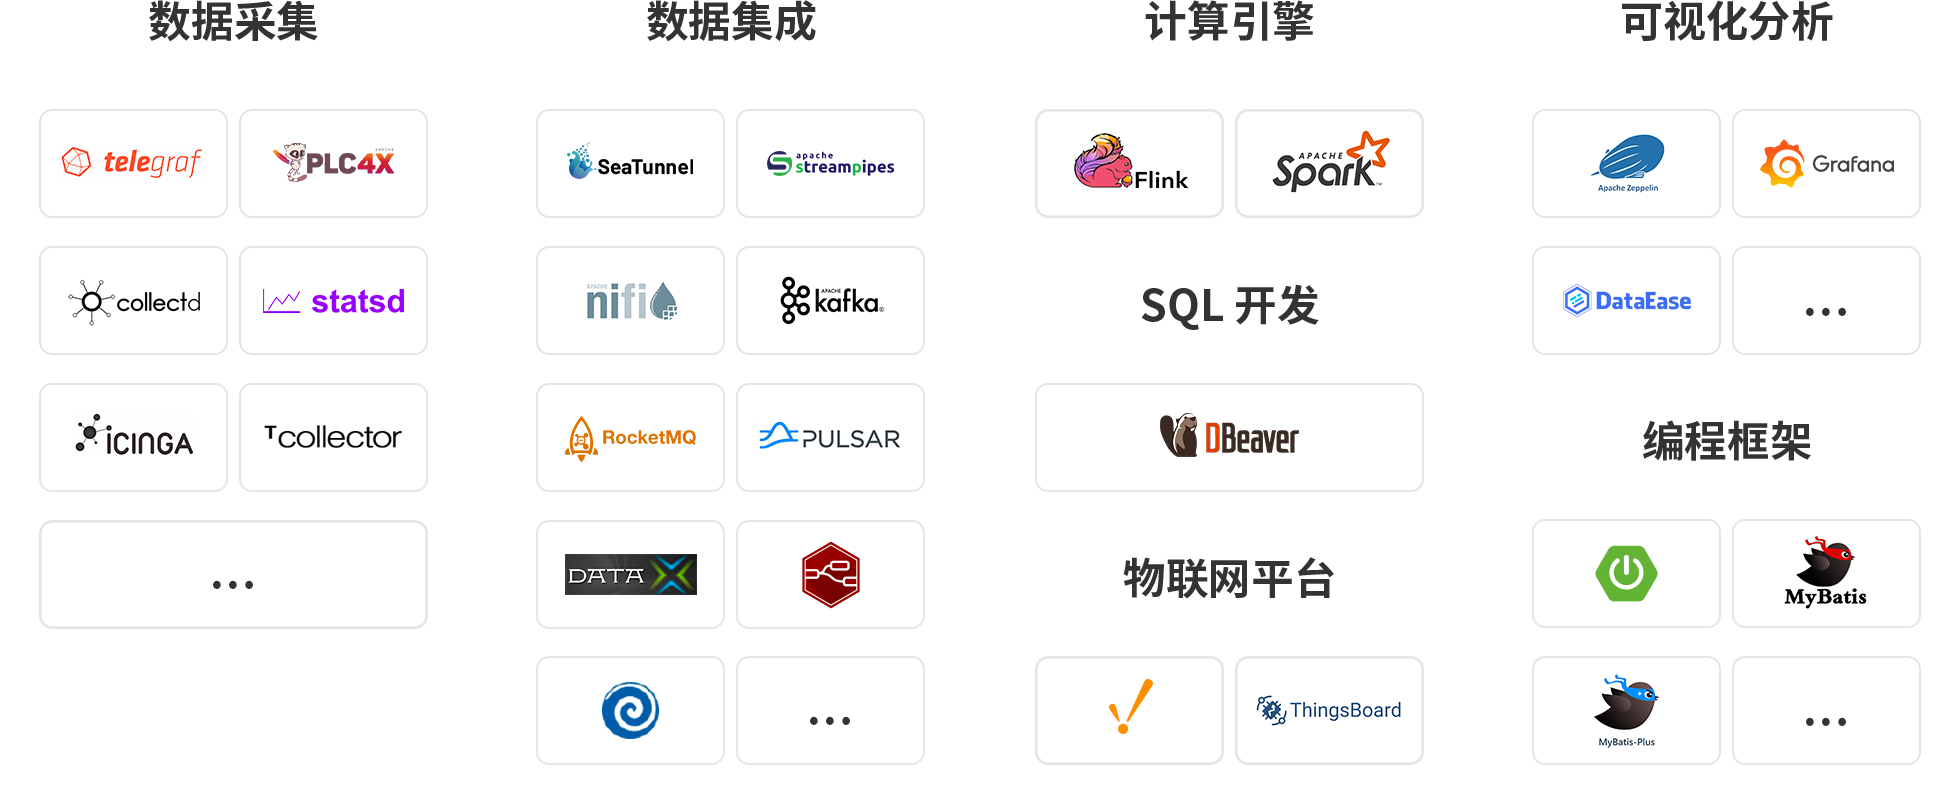 数据采集
telegraf
APACHE
PLC4X
collectd
statsd
ICINGA
Tcollector
...
数据集成
SeaTunnel
apache
streampipes
APACHE
nifi
APACHE
kafka®
RocketMQ
PULSAR
DATA X
...
计算引擎
Flink
APACHE
Spark™
SQL 开发
DBeaver
物联网平台
ThingsBoard
可视化分析
Apache Zeppelin
Grafana
DataEase
...
编程框架
MyBatis
MyBatis-Plus
...